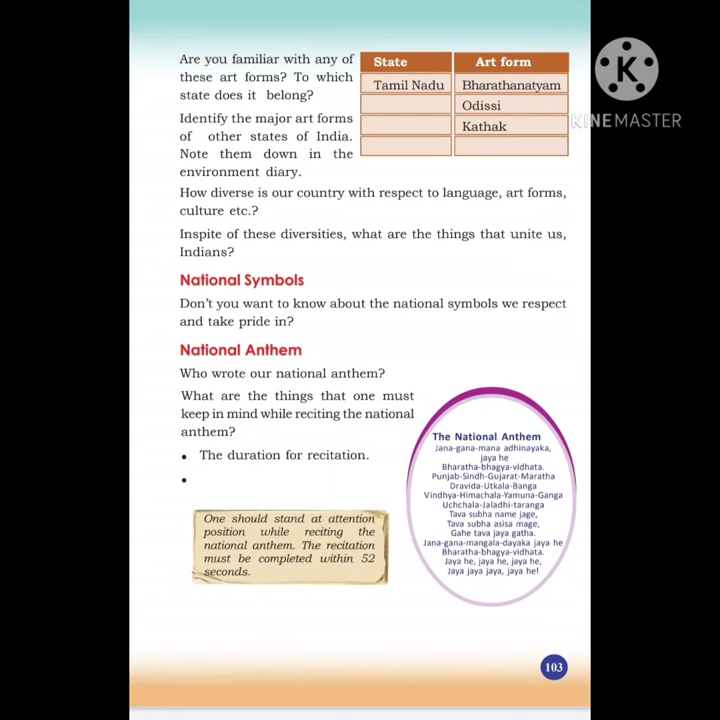 Are you familiar with any of
these art forms? To which
state does it belong?
Identify the major art forms
of other states of India.
Note them down in the
environment diary.
State Art form
Tamil Nadu Bharathanatyam
Odissi
Kathak
K
KINEMASTER
How diverse is our country with respect to language, art forms,
culture etc.?
Inspite of these diversities, what are the things that unite us,
Indians?
National Symbols
Don't you want to know about the national symbols we respect
and take pride in?
National Anthem
Who wrote our national anthem?
What are the things that one must
keep in mind while reciting the national
anthem?
• The duration for recitation.
•
One should stand at attention
position while reciting the
national anthem. The recitation
must be completed within 52
seconds.
The National Anthem
Jana-gana-mana adhinayaka,
jaya he
Bharatha-bhagya-vidhata.
Punjab-Sindh-Gujarat-Maratha
Dravida-Utkala-Banga
Vindhya-Himachala-Yamuna-Ganga
Uchchala-Jaladhi-taranga
Tava subha name jage,
Tava subha asisa mage,
Gahe tava jaya gatha.
Jana-gana-mangala-dayaka jaya he
Bharatha-bhagya-vidhata.
Jaya he, jaya he, jaya he,
Jaya jaya jaya, jaya he!
103